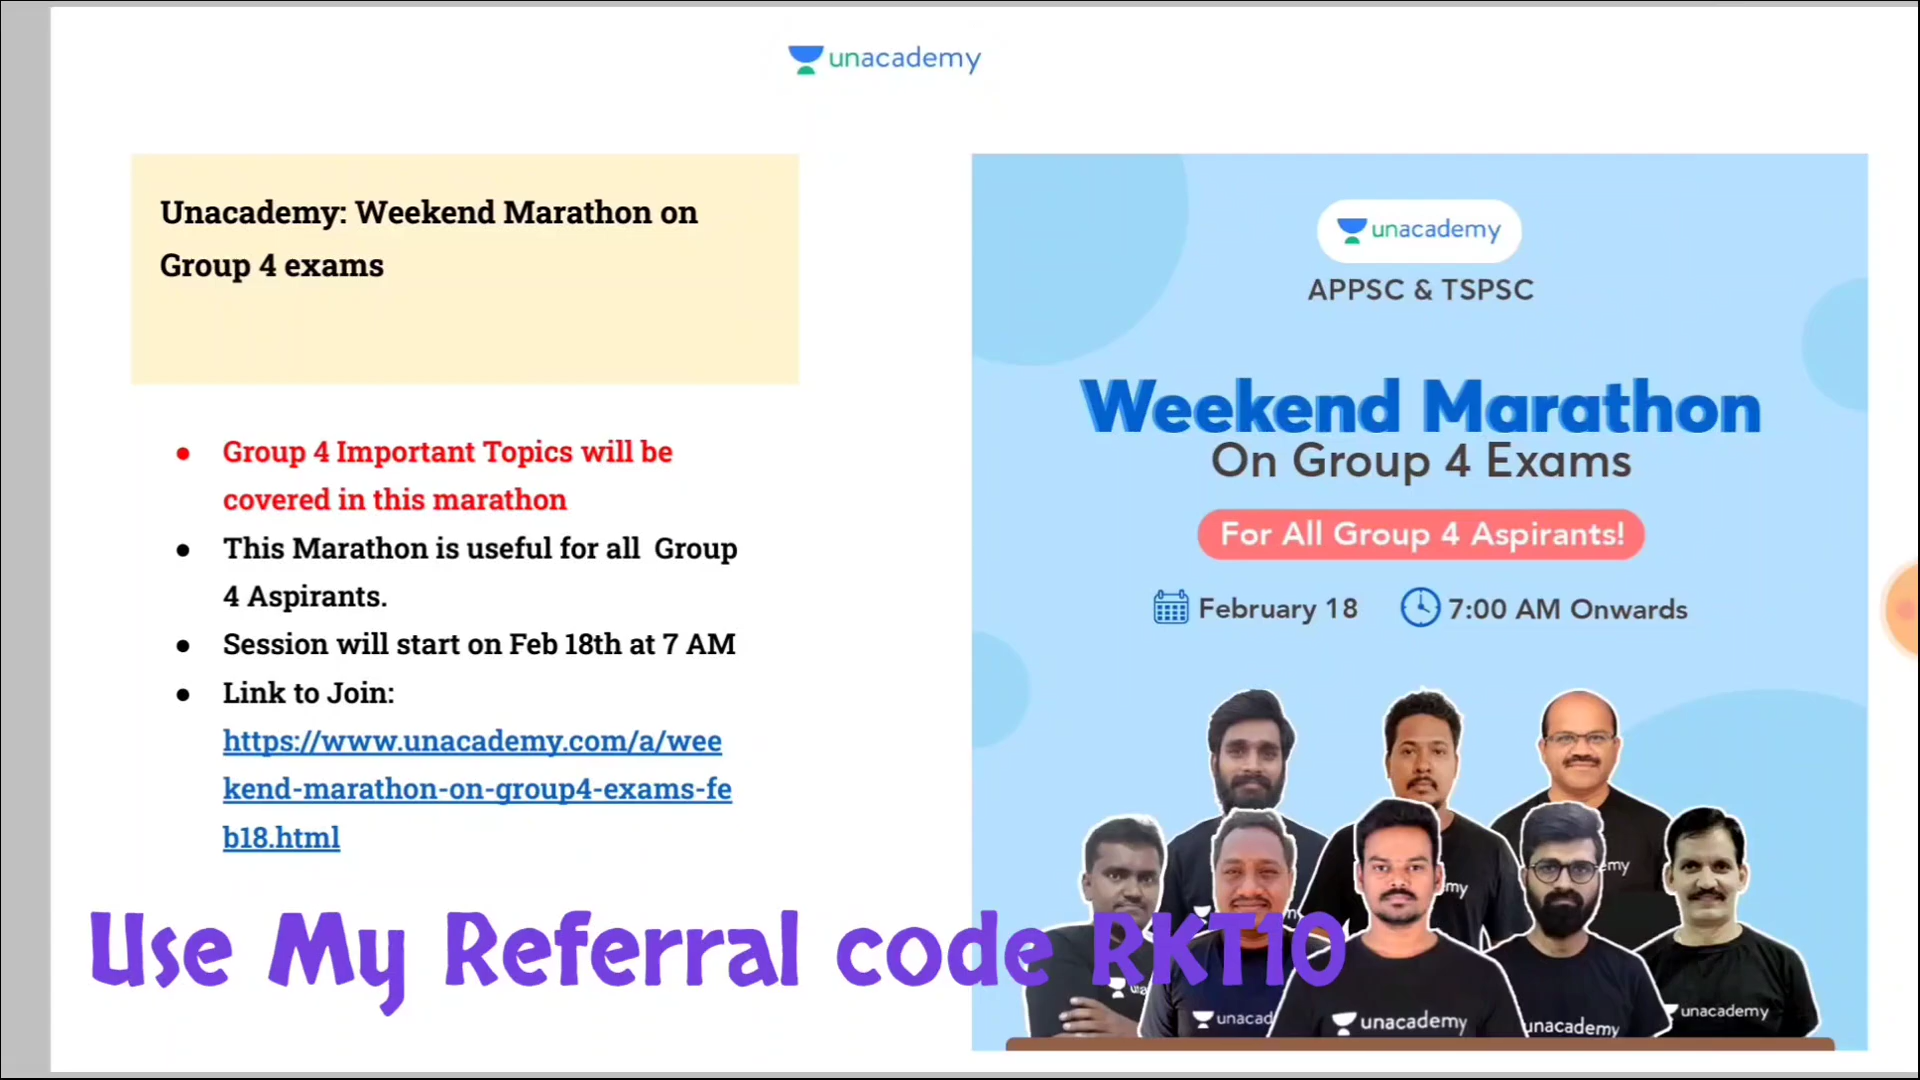 unacademy
Unacademy: Weekend Marathon on
Group 4 exams
● Group 4 Important Topics will be
covered in this marathon
● This Marathon is useful for all Group
4 Aspirants.
● Session will start on Feb 18th at 7 AM
● Link to Join:
https://www.unacademy.com/a/wee
kend-marathon-on-group4-exams-fe
b18.html
unacademy
APPSC & TSPSC
Weekend Marathon
On Group 4 Exams
For All Group 4 Aspirants!
February 18 7:00 AM Onwards
Use My Referral code RKT10
unacademy
unacademy
unacademy